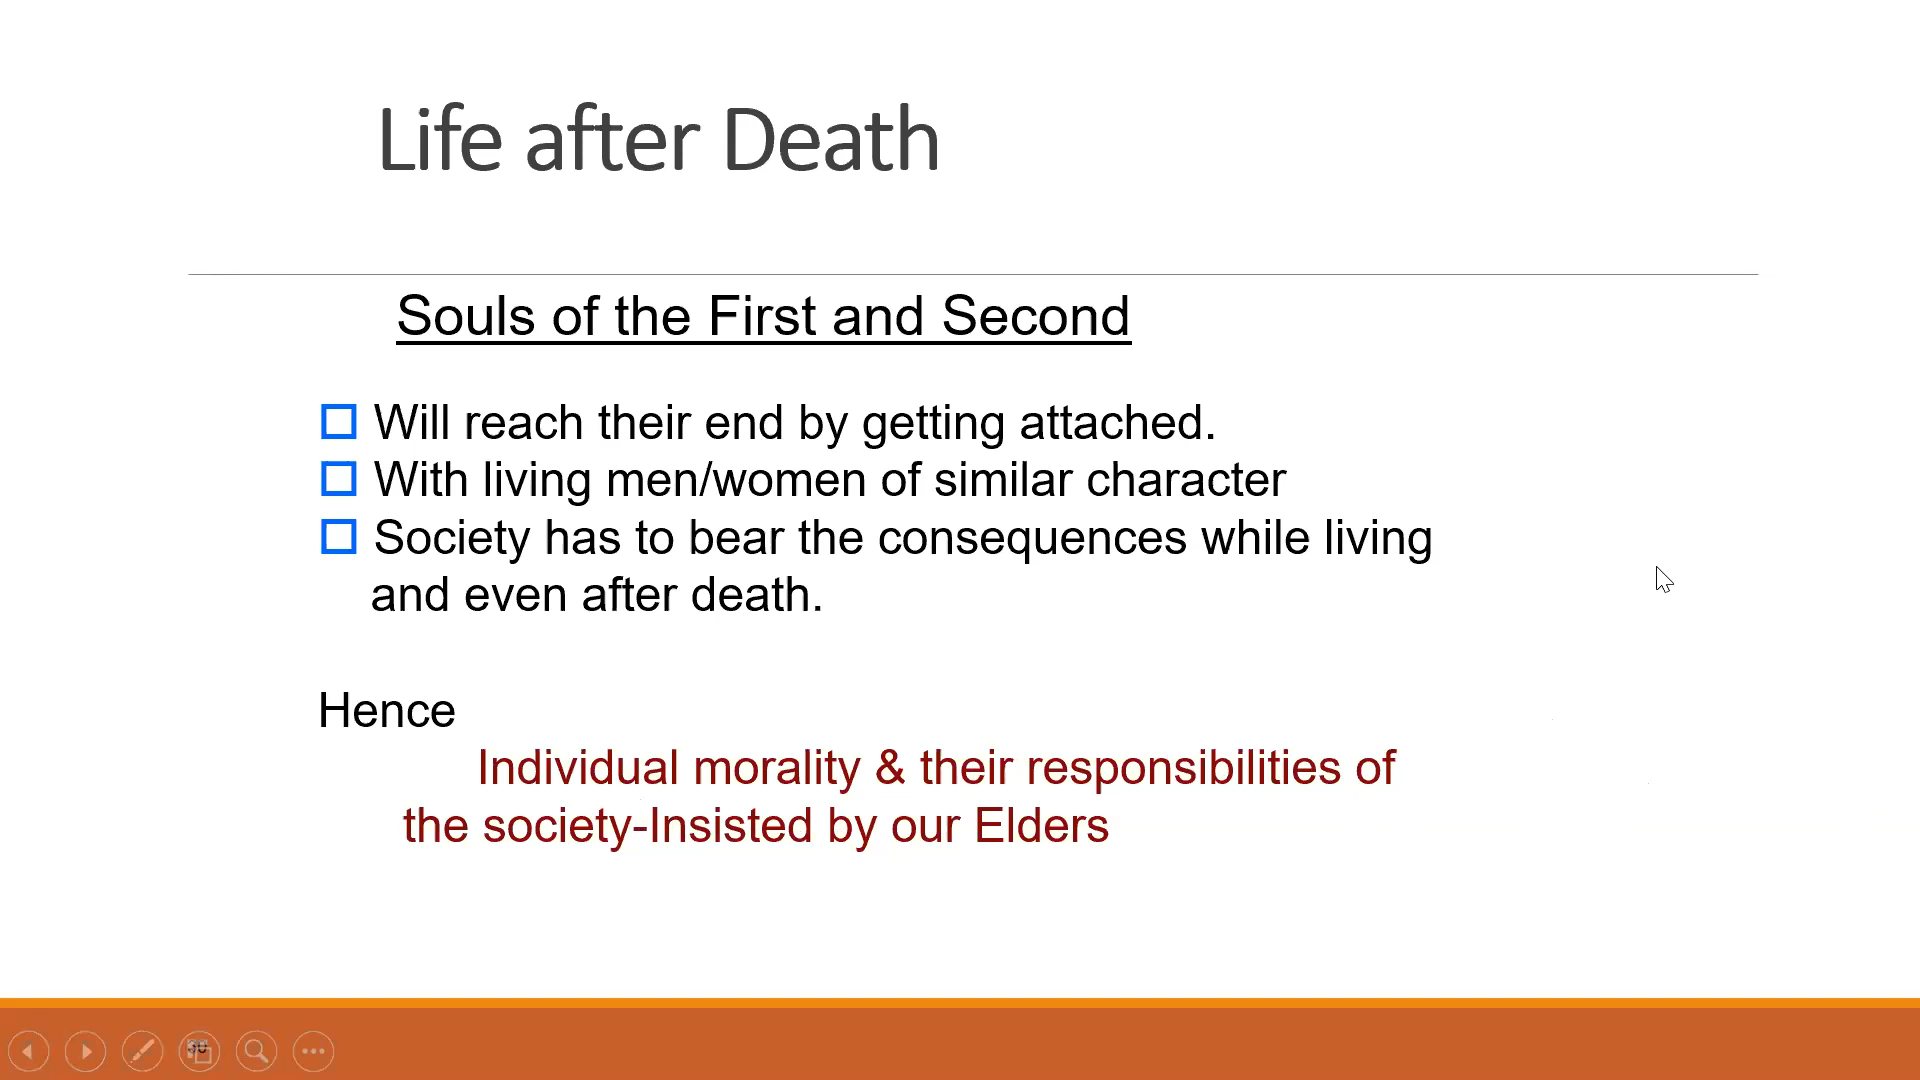 Life after Death
Souls of the First and Second
Will reach their end by getting attached.
With living men/women of similar character
Society has to bear the consequences while living
and even after death.
Hence
Individual morality & their responsibilities of
the society-Insisted by our Elders